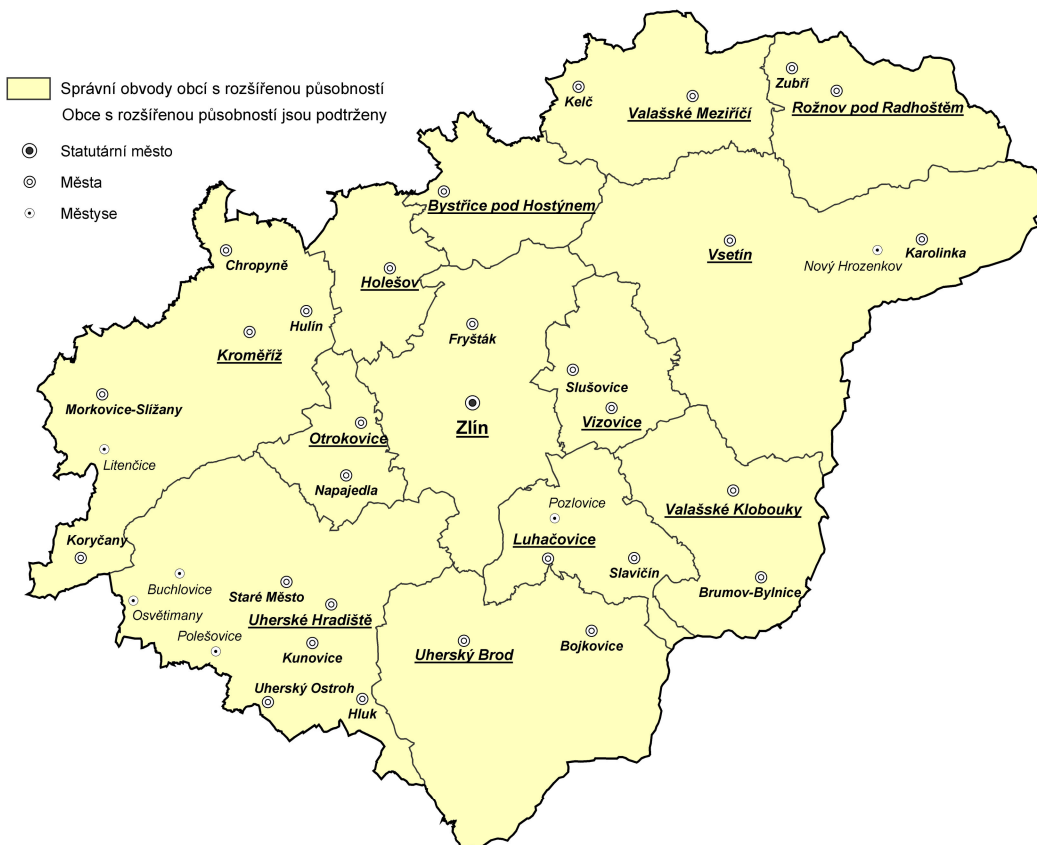 Správní obvody obcí s rozšířenou působností
Obce s rozšířenou působností jsou podtrženy
Statutární město
Města
Městyse
Zubří
Kelč
Rožnov pod Radhoštěm
Valašské Meziříčí
Bystřice pod Hostýnem
Vsetín
Nový Hrozenkov
Karolinka
Chropyně
Holešov
Hulín
Fryšták
Kroměříž
Slušovice
Morkovice-Slížany
Vizovice
Zlín
Otrokovice
Litenčice
Napajedla
Pozlovice
Valašské Klobouky
Koryčany
Luhačovice
Slavičín
Buchlovice
Staré Město
Brumov-Bylnice
Osvětimany
Uherské Hradiště
Polešovice
Kunovice
Uherský Brod
Bojkovice
Uherský Ostroh
Hluk